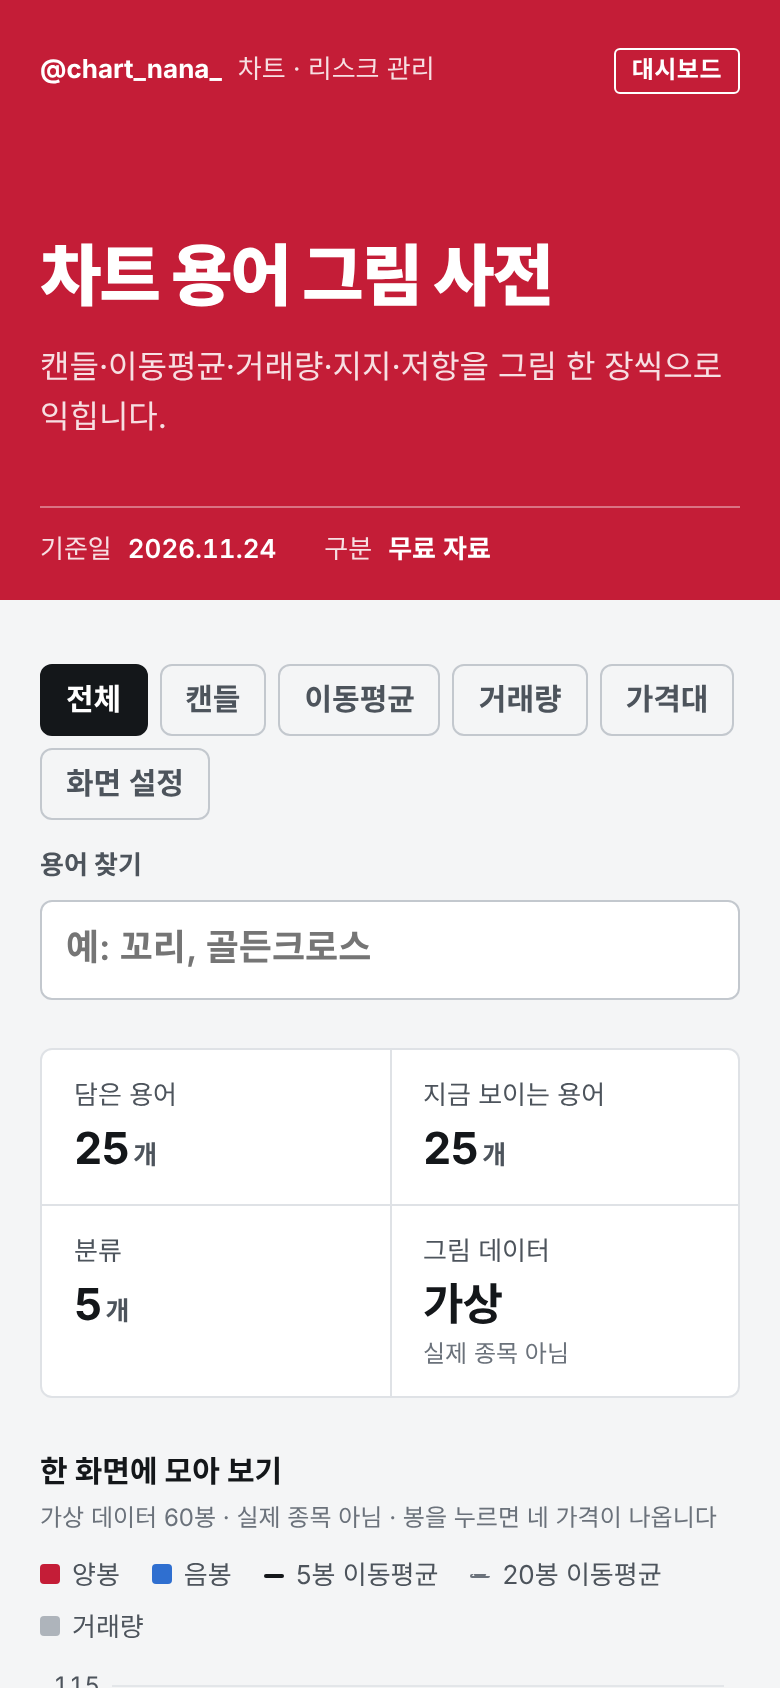 @chart_nana_ 차트 · 리스크 관리 대시보드
차트 용어 그림 사전
캔들·이동평균·거래량·지지·저항을 그림 한 장씩으로
익힙니다.
기준일 2026.11.24 구분 무료 자료
전체 캔들 이동평균 거래량 가격대
화면 설정
용어 찾기
예: 꼬리, 골든크로스
담은 용어 지금 보이는 용어
25개 25개
분류 그림 데이터
5개 가상
실제 종목 아님
한 화면에 모아 보기
가상 데이터 60봉 · 실제 종목 아님 · 봉을 누르면 네 가격이 나옵니다
양봉 음봉 5봉 이동평균 20봉 이동평균
거래량
115